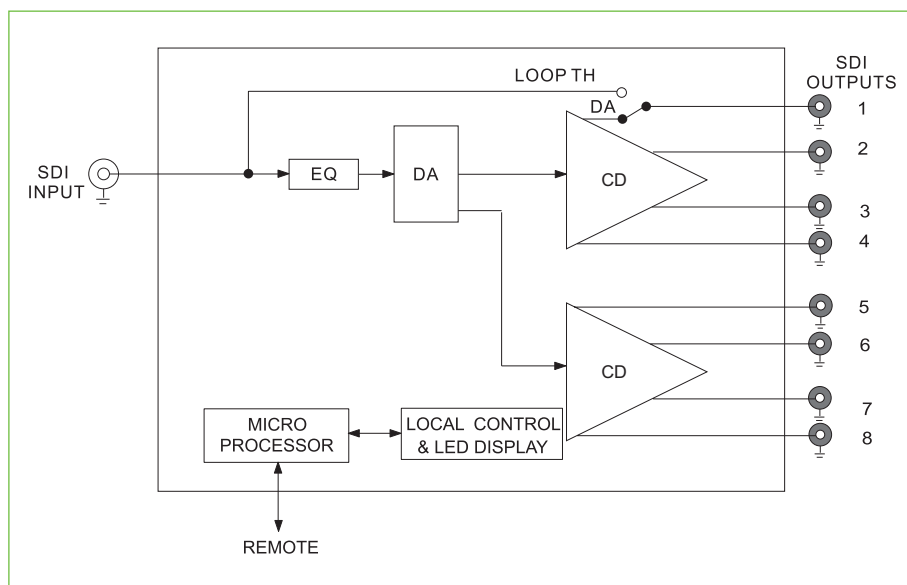 SDI
OUTPUTS
LOOP TH
DA
1
2
SDI
INPUT
EQ
DA
CD
3
4
5
6
CD
7
8
MICRO
PROCESSOR
LOCAL CONTROL
& LED DISPLAY
REMOTE